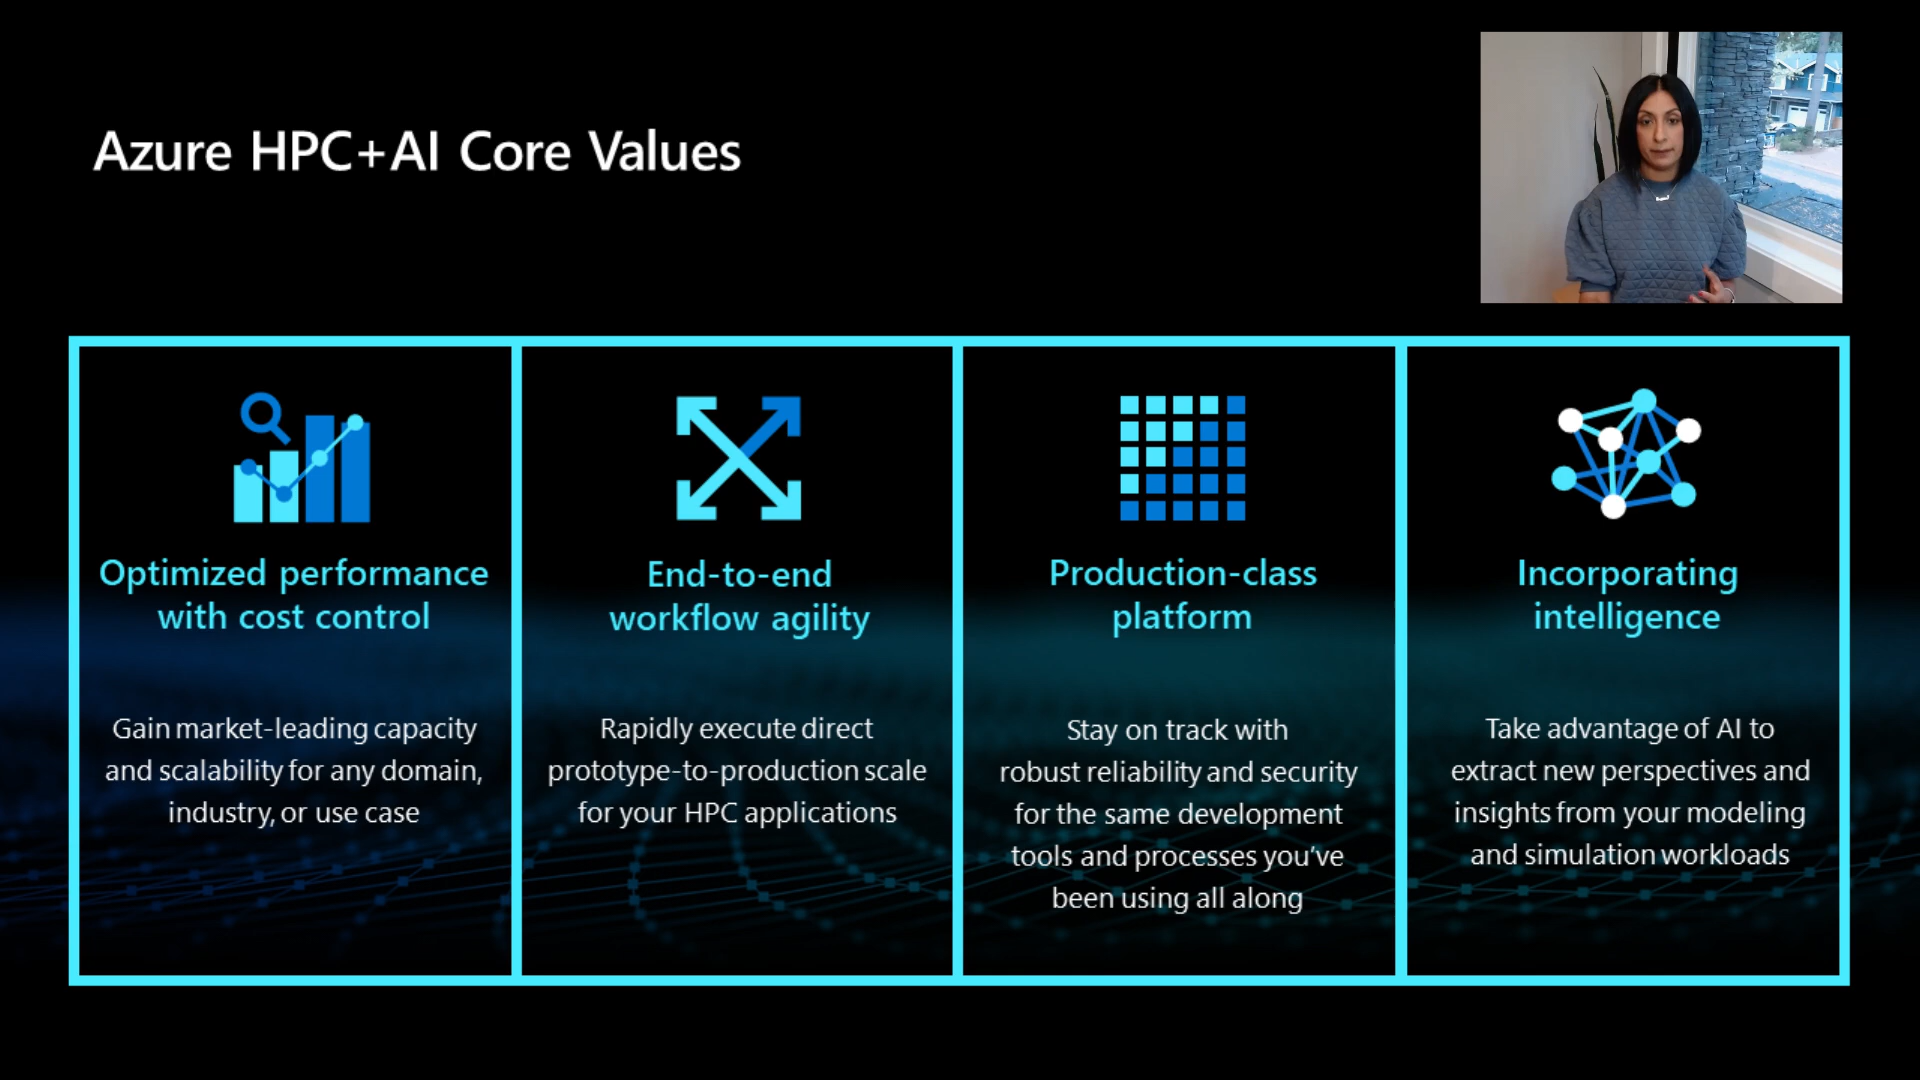 Azure HPC+AI Core Values
Optimized performance
with cost control
Gain market-leading capacity
and scalability for any domain,
industry, or use case
End-to-end
workflow agility
Rapidly execute direct
prototype-to-production scale
for your HPC applications
Production-class
platform
Stay on track with
robust reliability and security
for the same development
tools and processes you've
been using all along
Incorporating
intelligence
Take advantage of AI to
extract new perspectives and
insights from your modeling
and simulation workloads